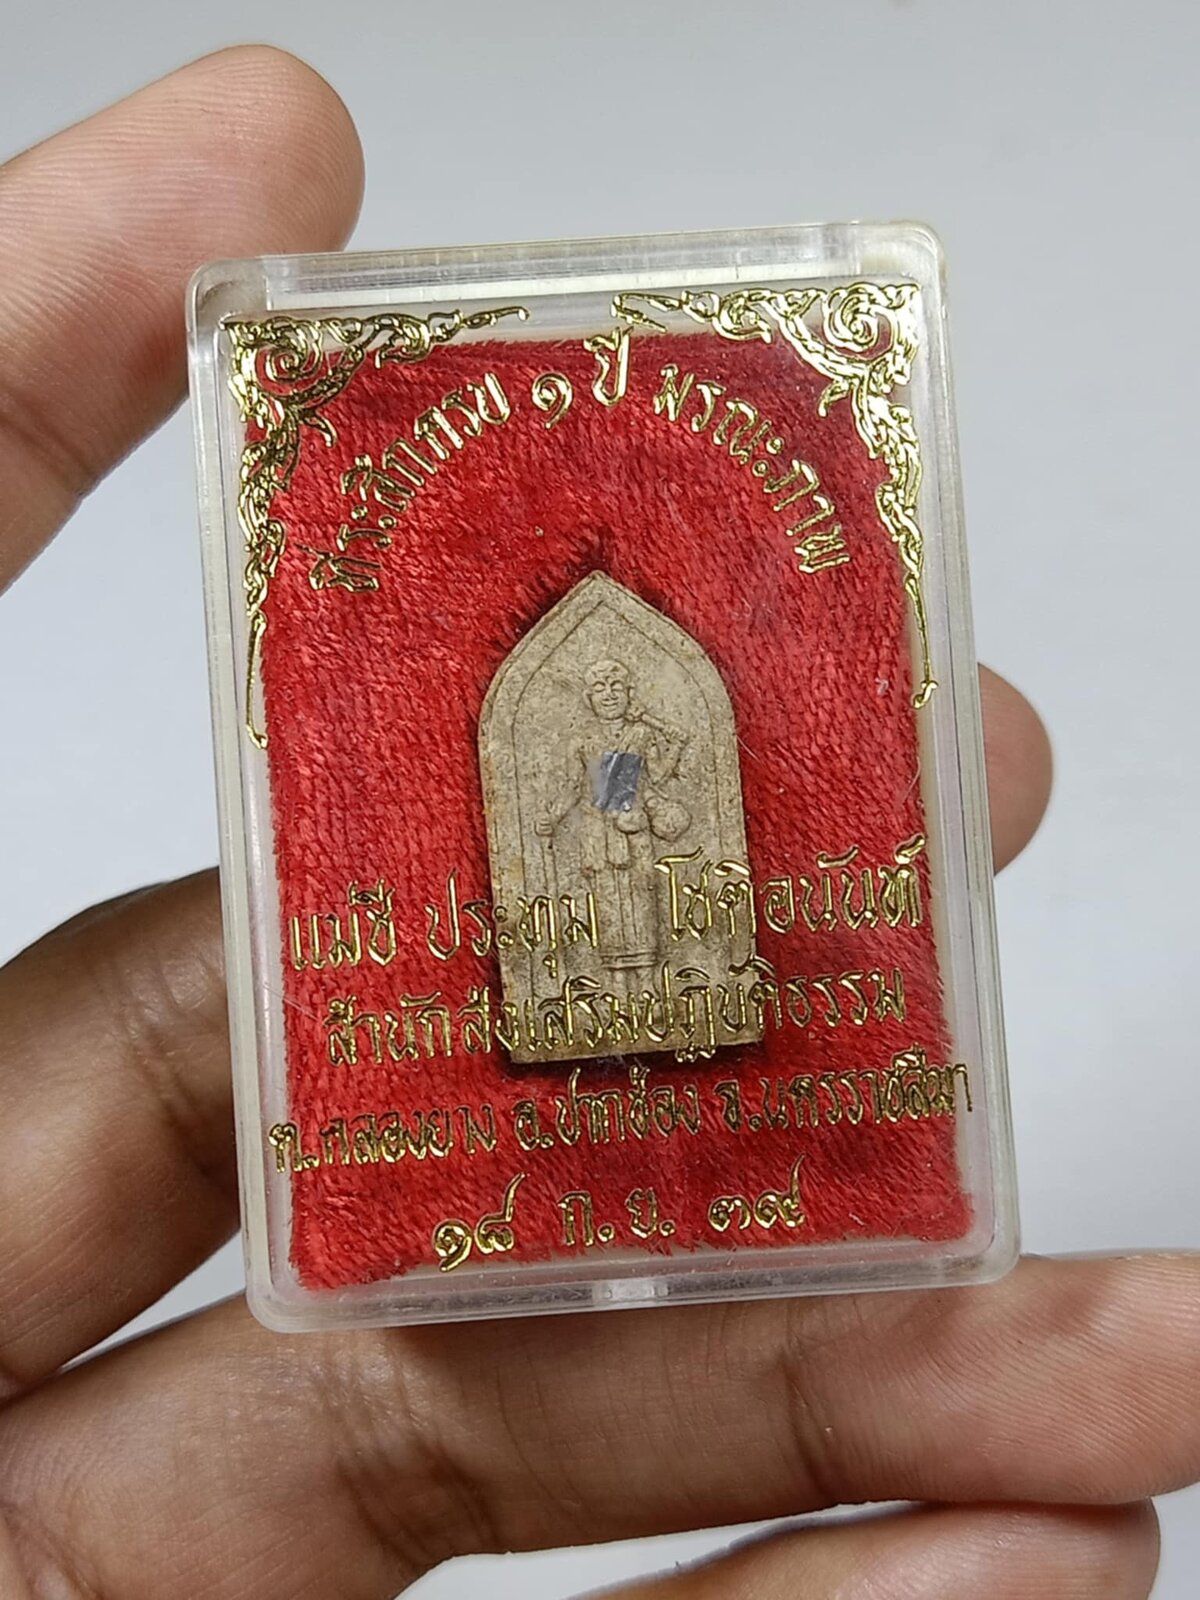 ที่ระลึกครบ ๑ ปี มรณะภาพ
แม่ชี ประทุม โชติอนันท์
สำนักส่งเสริมปฏิบัติธรรม
ต.คลองยาง อ.ปากช่อง จ.นครราชสีมา
๑๘ ก.ย. ๓๙